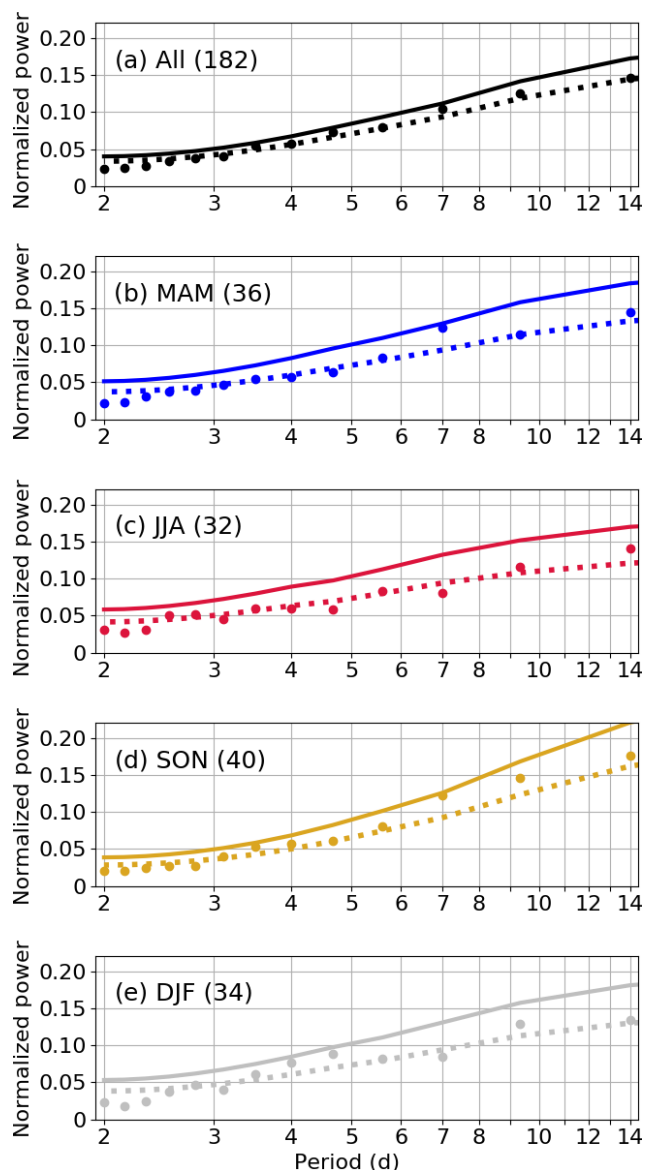 0.20
0.15
0.10
0.05
0
Normalized power
(a) All (182)
2 3 4 5 6 7 8 10 12 14
0.20
0.15
0.10
0.05
0
Normalized power
(b) MAM (36)
2 3 4 5 6 7 8 10 12 14
0.20
0.15
0.10
0.05
0
Normalized power
(c) JJA (32)
2 3 4 5 6 7 8 10 12 14
0.20
0.15
0.10
0.05
0
Normalized power
(d) SON (40)
2 3 4 5 6 7 8 10 12 14
0.20
0.15
0.10
0.05
0
Normalized power
(e) DJF (34)
2 3 4 5 6 7 8 10 12 14
Period (d)